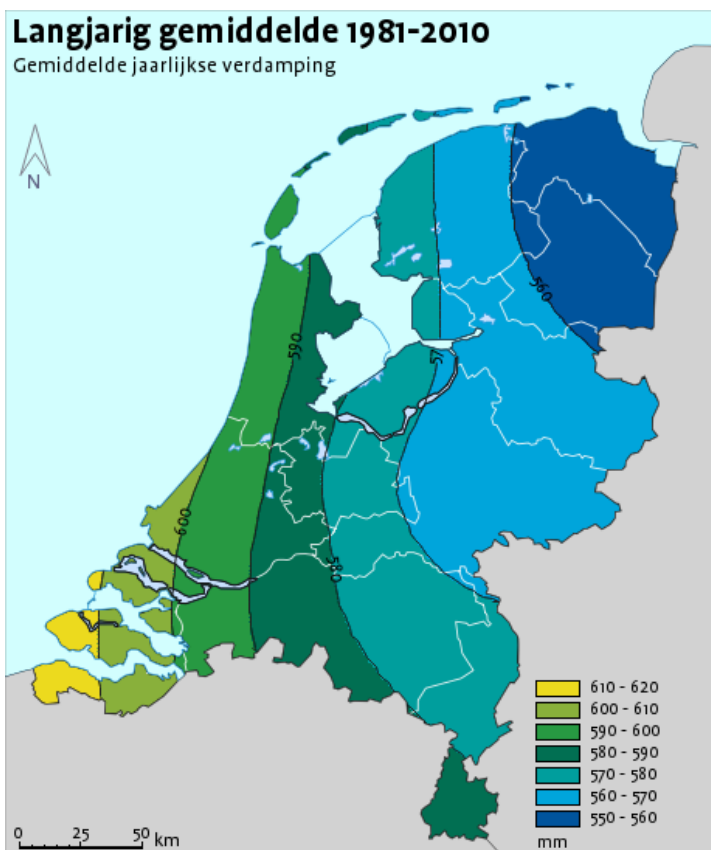 Langjarig gemiddelde 1981-2010
Gemiddelde jaarlijkse verdamping
N
560
590
57
600
580
610 - 620
600 - 610
590 - 600
580 - 590
570 - 580
560 - 570
550 - 560
mm
0 25 50 km